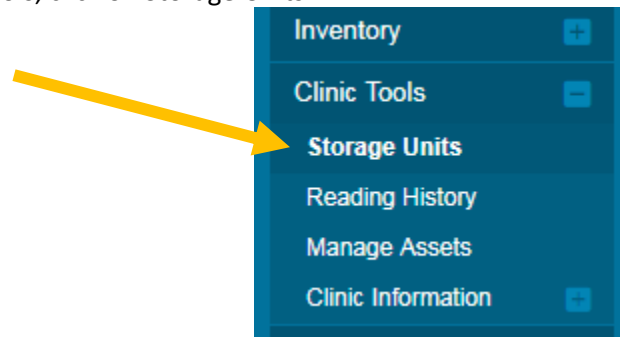 Inventory
Clinic Tools
Storage Units
Reading History
Manage Assets
Clinic Information